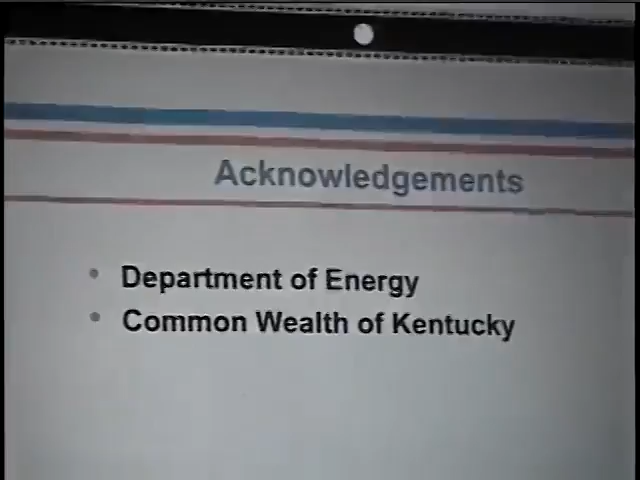 Acknowledgements
Department of Energy
Common Wealth of Kentucky